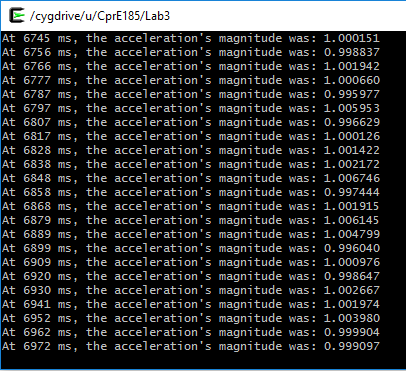 /cygdrive/u/CprE185/Lab3
At 6745 ms, the acceleration's magnitude was: 1.000151
At 6756 ms, the acceleration's magnitude was: 0.998837
At 6766 ms, the acceleration's magnitude was: 1.001942
At 6777 ms, the acceleration's magnitude was: 1.000660
At 6787 ms, the acceleration's magnitude was: 0.995977
At 6797 ms, the acceleration's magnitude was: 1.005953
At 6807 ms, the acceleration's magnitude was: 0.996629
At 6817 ms, the acceleration's magnitude was: 1.000126
At 6828 ms, the acceleration's magnitude was: 1.001422
At 6838 ms, the acceleration's magnitude was: 1.002172
At 6848 ms, the acceleration's magnitude was: 1.006746
At 6858 ms, the acceleration's magnitude was: 0.997444
At 6868 ms, the acceleration's magnitude was: 1.001915
At 6879 ms, the acceleration's magnitude was: 1.006145
At 6889 ms, the acceleration's magnitude was: 1.004799
At 6899 ms, the acceleration's magnitude was: 0.996040
At 6909 ms, the acceleration's magnitude was: 1.000976
At 6920 ms, the acceleration's magnitude was: 0.998647
At 6930 ms, the acceleration's magnitude was: 1.002667
At 6941 ms, the acceleration's magnitude was: 1.001974
At 6952 ms, the acceleration's magnitude was: 1.003980
At 6962 ms, the acceleration's magnitude was: 0.999904
At 6972 ms, the acceleration's magnitude was: 0.999097